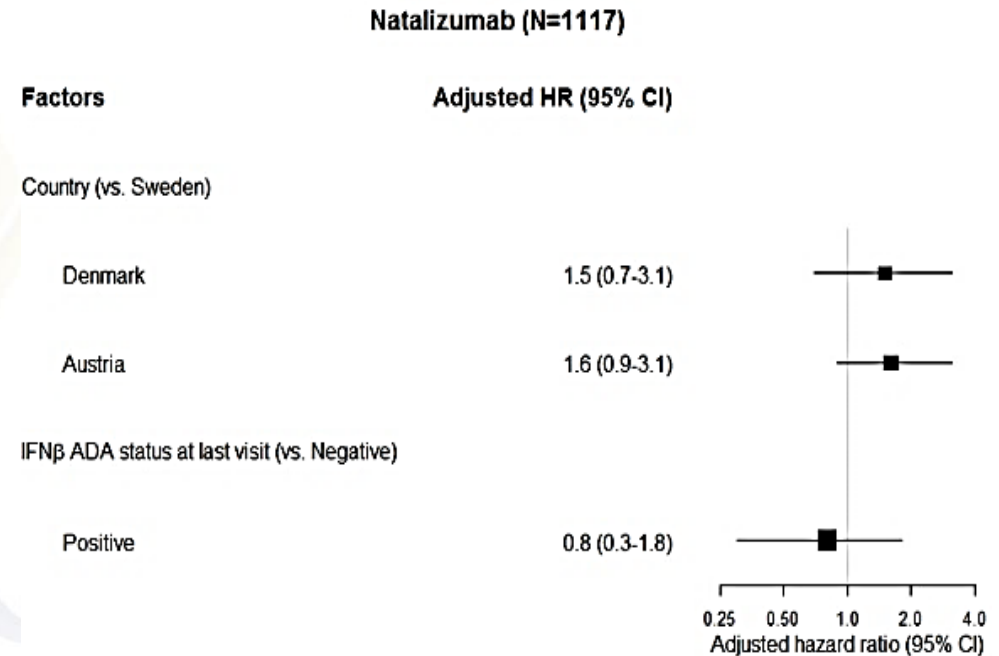 Natalizumab (N=1117)
Factors Adjusted HR (95% CI)
Country (vs. Sweden)
Denmark 1.5 (0.7-3.1)
Austria 1.6 (0.9-3.1)
IFNβ ADA status at last visit (vs. Negative)
Positive 0.8 (0.3-1.8)
0.25 0.50 1.0 2.0 4.0
Adjusted hazard ratio (95% CI)